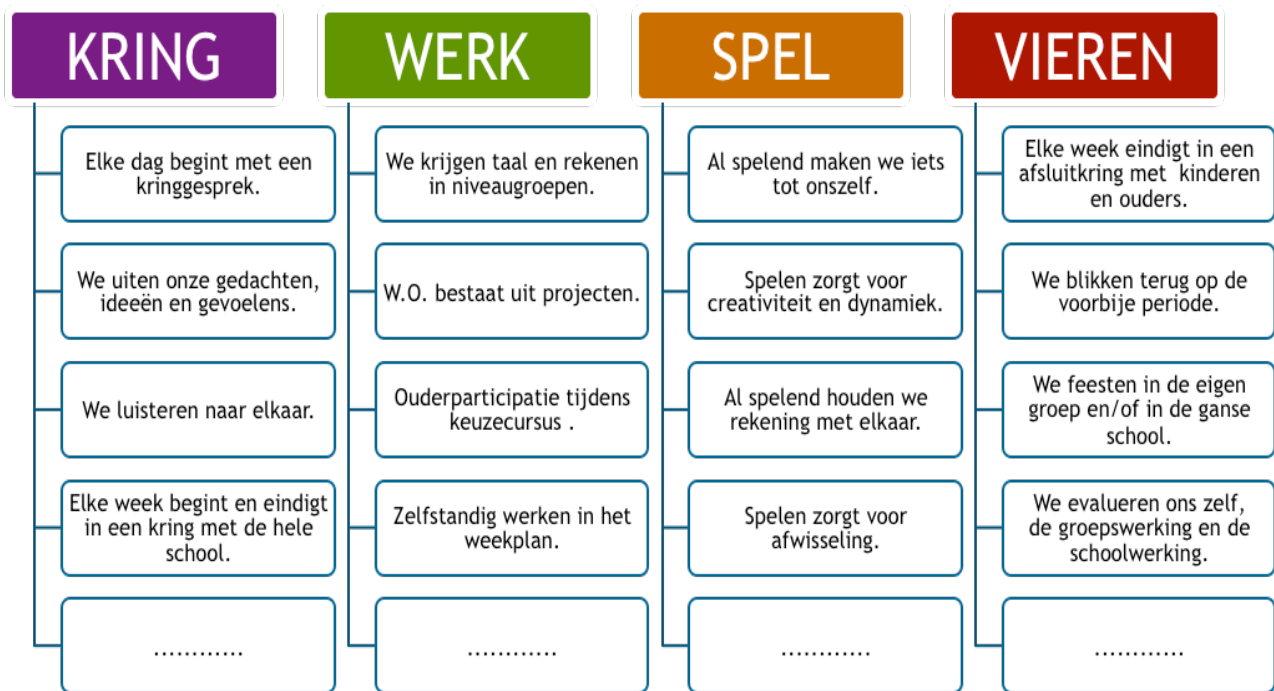 KRING
Elke dag begint met een
kringgesprek.
We uiten onze gedachten,
ideeën en gevoelens.
We luisteren naar elkaar.
Elke week begint en eindigt
in een kring met de hele
school.
............
WERK
We krijgen taal en rekenen
in niveaugroepen.
W.O. bestaat uit projecten.
Ouderparticipatie tijdens
keuzecursus .
Zelfstandig werken in het
weekplan.
............
SPEL
Al spelend maken we iets
tot onszelf.
Spelen zorgt voor
creativiteit en dynamiek.
Al spelend houden we
rekening met elkaar.
Spelen zorgt voor
afwisseling.
............
VIEREN
Elke week eindigt in een
afsluitkring met  kinderen
en ouders.
We blikken terug op de
voorbije periode.
We feesten in de eigen
groep en/of in de ganse
school.
We evalueren ons zelf,
de groepswerking en de
schoolwerking.
............